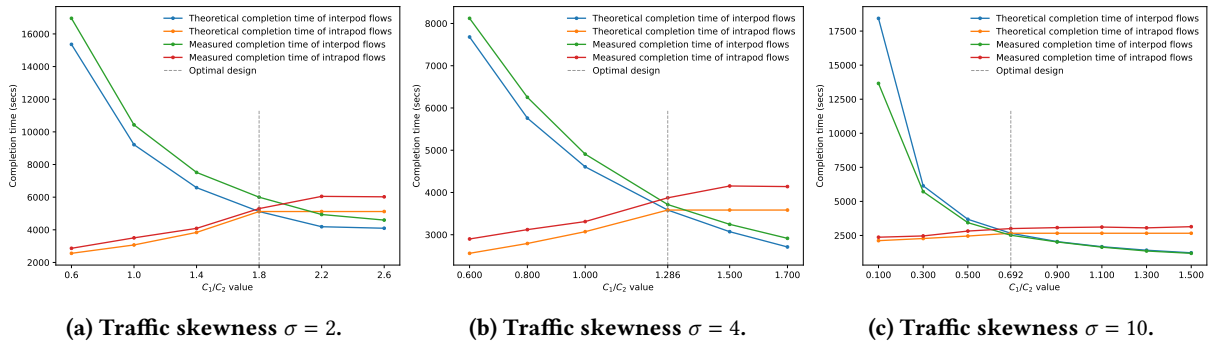 Theoretical completion time of interpod flows
Theoretical completion time of intrapod flows
Measured completion time of interpod flows
Measured completion time of intrapod flows
Optimal design
16000
14000
12000
10000
8000
6000
4000
2000
Completion time (secs)
0.6 1.0 1.4 1.8 2.2 2.6
C₁/C₂ value
(a) Traffic skewness σ = 2.
Theoretical completion time of interpod flows
Theoretical completion time of intrapod flows
Measured completion time of interpod flows
Measured completion time of intrapod flows
Optimal design
8000
7000
6000
5000
4000
3000
Completion time (secs)
0.600 0.800 1.000 1.286 1.500 1.700
C₁/C₂ value
(b) Traffic skewness σ = 4.
Theoretical completion time of interpod flows
Theoretical completion time of intrapod flows
Measured completion time of interpod flows
Measured completion time of intrapod flows
Optimal design
17500
15000
12500
10000
7500
5000
2500
Completion time (secs)
0.100 0.300 0.500 0.692 0.900 1.100 1.300 1.500
C₁/C₂ value
(c) Traffic skewness σ = 10.